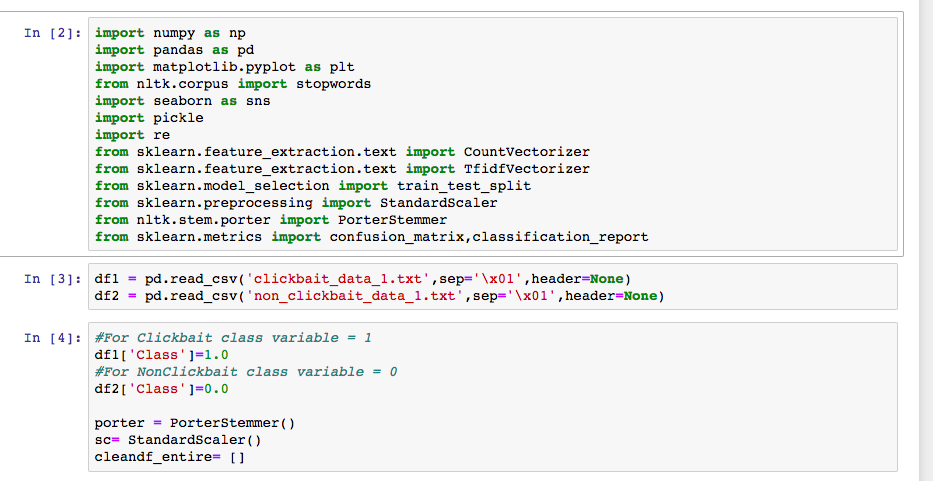 In [2]: import numpy as np
import pandas as pd
import matplotlib.pyplot as plt
from nltk.corpus import stopwords
import seaborn as sns
import pickle
import re
from sklearn.feature_extraction.text import CountVectorizer
from sklearn.feature_extraction.text import TfidfVectorizer
from sklearn.model_selection import train_test_split
from sklearn.preprocessing import StandardScaler
from nltk.stem.porter import PorterStemmer
from sklearn.metrics import confusion_matrix,classification_report
In [3]: df1 = pd.read_csv('clickbait_data_1.txt',sep='\x01',header=None)
df2 = pd.read_csv('non_clickbait_data_1.txt',sep='\x01',header=None)
In [4]: #For Clickbait class variable = 1
df1['Class']=1.0
#For NonClickbait class variable = 0
df2['Class']=0.0
porter = PorterStemmer()
sc= StandardScaler()
cleandf_entire= []